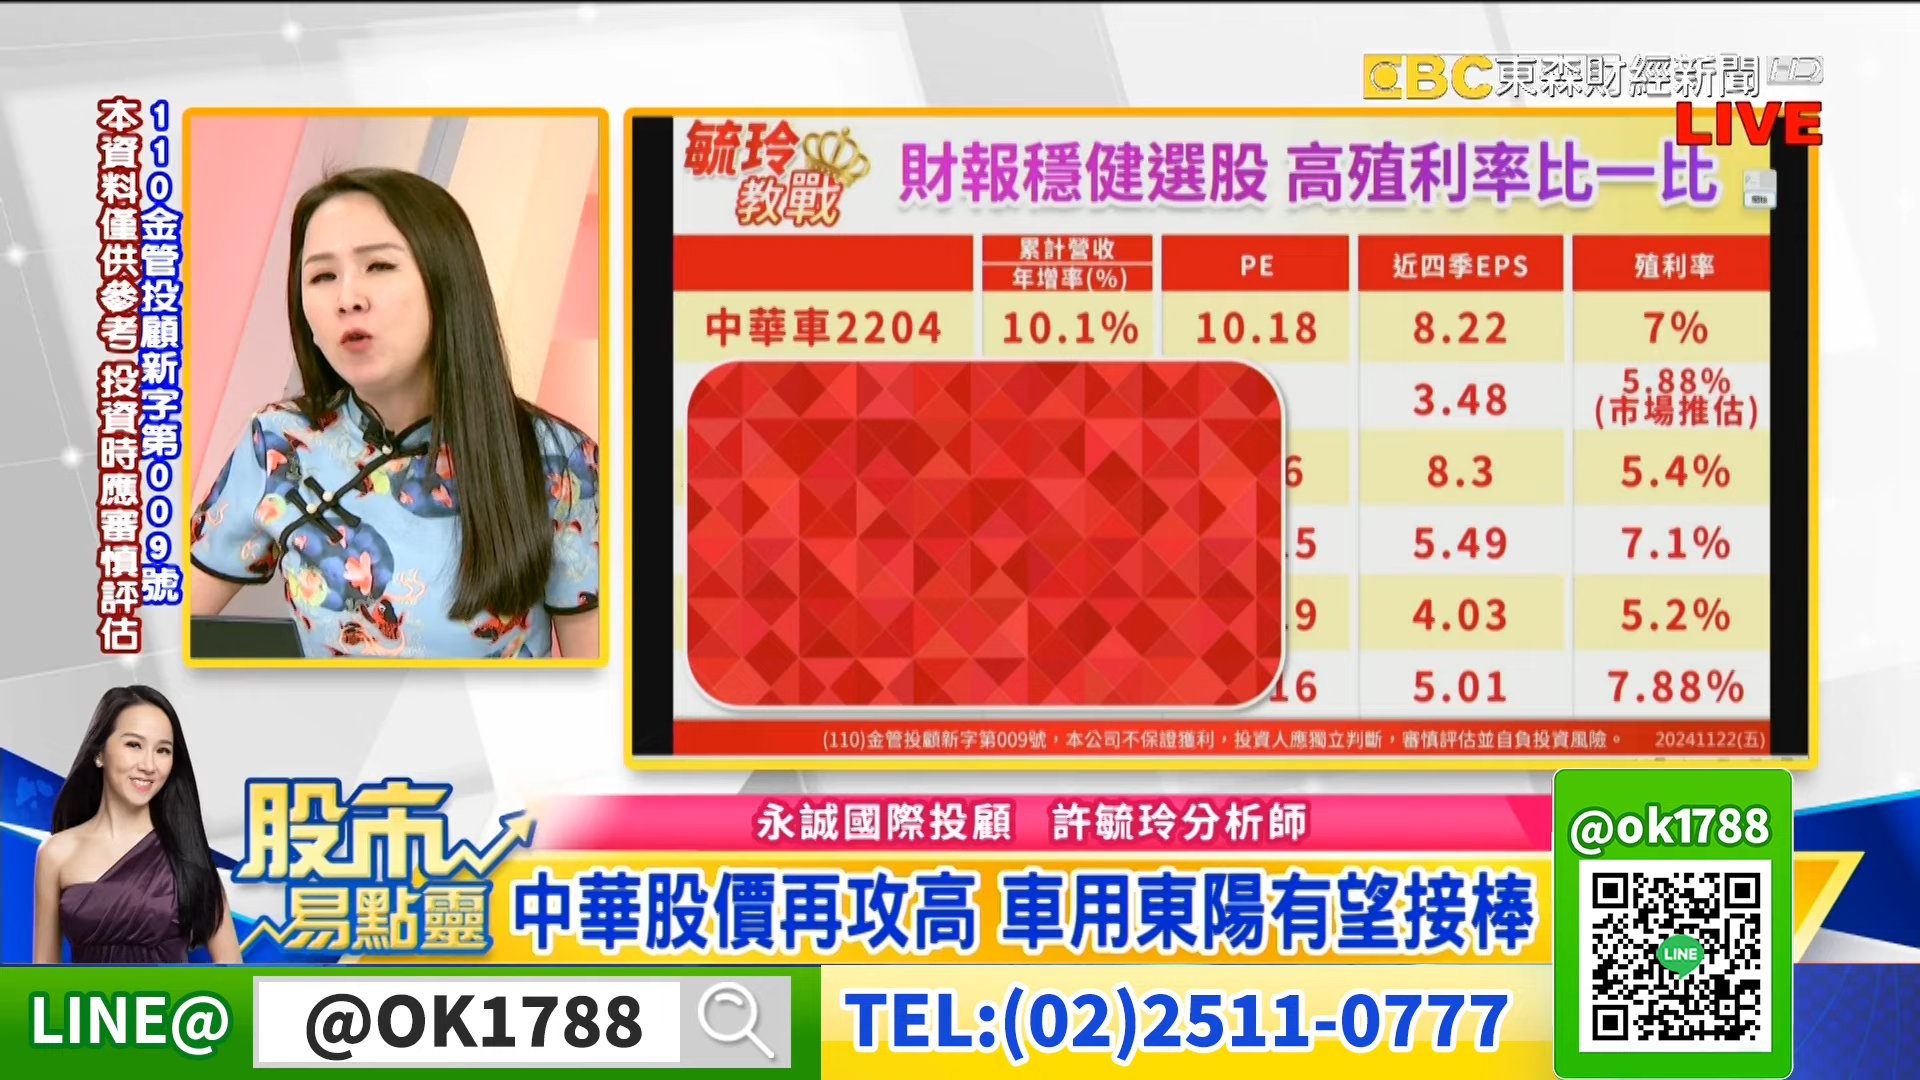 EBC東森財經新聞HD
LIVE
110金管投顧新字第009號
本資料僅供參考 投資時應審慎評估
毓玲
教戰
財報穩健選股 高殖利率比一比
累計營收
年增率(%)
PE
近四季EPS
殖利率
中華車2204
10.1%
10.18
8.22
7%
3.48
5.88%
(市場推估)
6
8.3
5.4%
.5
5.49
7.1%
.9
4.03
5.2%
16
5.01
7.88%
(110)金管投顧新字第009號，本公司不保證獲利，投資人應獨立判斷，審慎評估並自負投資風險。
20241122(五)
股市
易點靈
永誠國際投顧 許毓玲分析師
中華股價再攻高 車用東陽有望接棒
@ok1788
LINE
LINE@
@OK1788
TEL:(02)2511-0777